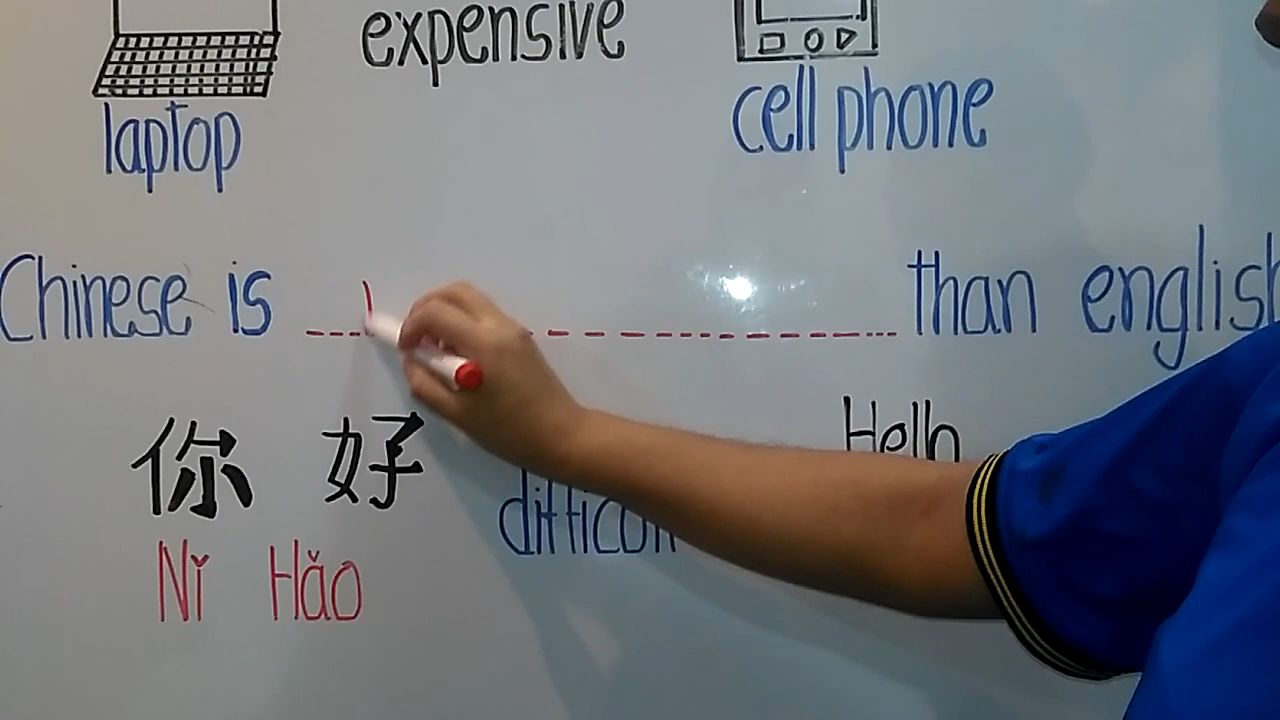 expensive
laptop
cell phone
Chinese is than english
你 好
Hello
difficult
Nǐ Hǎo